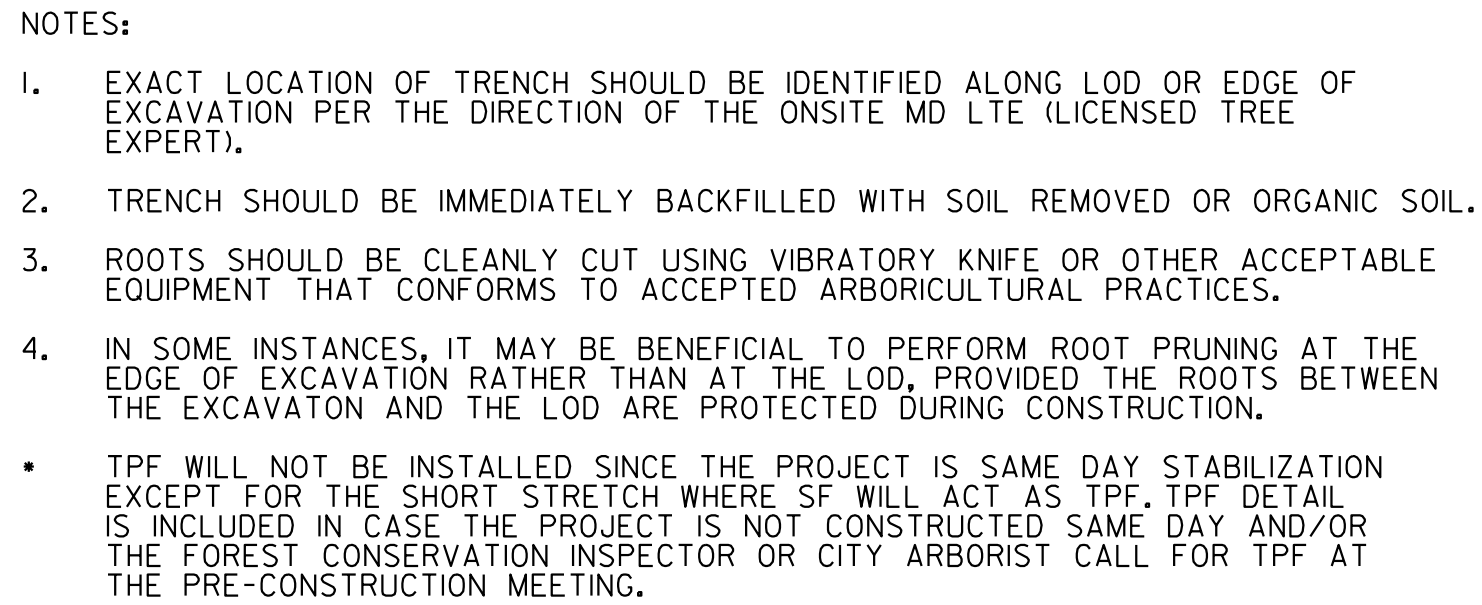 NOTES:
1. EXACT LOCATION OF TRENCH SHOULD BE IDENTIFIED ALONG LOD OR EDGE OF
EXCAVATION PER THE DIRECTION OF THE ONSITE MD LTE (LICENSED TREE
EXPERT).
2. TRENCH SHOULD BE IMMEDIATELY BACKFILLED WITH SOIL REMOVED OR ORGANIC SOIL.
3. ROOTS SHOULD BE CLEANLY CUT USING VIBRATORY KNIFE OR OTHER ACCEPTABLE
EQUIPMENT THAT CONFORMS TO ACCEPTED ARBORICULTURAL PRACTICES.
4. IN SOME INSTANCES, IT MAY BE BENEFICIAL TO PERFORM ROOT PRUNING AT THE
EDGE OF EXCAVATION RATHER THAN AT THE LOD, PROVIDED THE ROOTS BETWEEN
THE EXCAVATON AND THE LOD ARE PROTECTED DURING CONSTRUCTION.
* TPF WILL NOT BE INSTALLED SINCE THE PROJECT IS SAME DAY STABILIZATION
EXCEPT FOR THE SHORT STRETCH WHERE SF WILL ACT AS TPF. TPF DETAIL
IS INCLUDED IN CASE THE PROJECT IS NOT CONSTRUCTED SAME DAY AND/OR
THE FOREST CONSERVATION INSPECTOR OR CITY ARBORIST CALL FOR TPF AT
THE PRE-CONSTRUCTION MEETING.